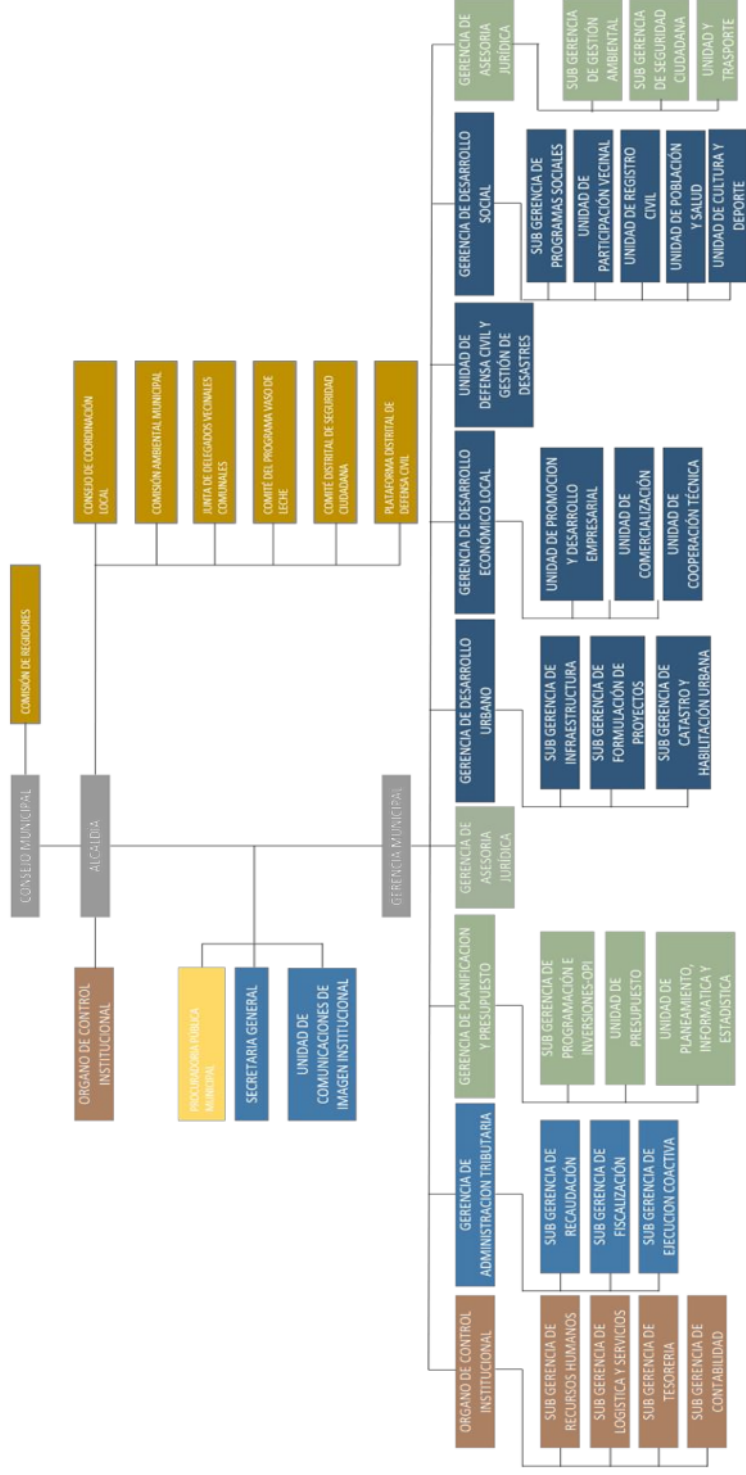 CONSEJO MUNICIPAL
COMISIÓN DE REGIDORES
ORGANO DE CONTROL
INSTITUCIONAL
ALCALDIA
CONSEJO DE COORDINACIÓN
LOCAL
COMISIÓN AMBIENTAL MUNICIPAL
JUNTA DE DELEGADOS VECINALES
COMUNALES
COMITÉ DEL PROGRAMA VASO DE
LECHE
COMITÉ DISTRITAL DE SEGURIDAD
CIUDADANA
PLATAFORMA DISTRITAL DE
DEFENSA CIVIL
PROCURADORIA PUBLICA
MUNICIPAL
SECRETARIA GENERAL
UNIDAD DE
COMUNICACIONES DE
IMAGEN INSTITUCIONAL
GERENCIA MUNICIPAL
ORGANO DE CONTROL
INSTITUCIONAL
SUB GERENCIA DE
RECURSOS HUMANOS
SUB GERENCIA DE
LOGISTICA Y SERVICIOS
SUB GERENCIA DE
TESORERIA
SUB GERENCIA DE
CONTABILIDAD
GERENCIA DE
ADMINISTRACION TRIBUTARIA
SUB GERENCIA DE
RECAUDACIÓN
SUB GERENCIA DE
FISCALIZACIÓN
SUB GERENCIA DE
EJECUCION COACTIVA
GERENCIA DE PLANIFICACION
Y PRESUPUESTO
SUB GERENCIA DE
PROGRAMACIÓN E
INVERSIONES-OPI
UNIDAD DE
PRESUPUESTO
UNIDAD DE
PLANEAMIENTO,
INFORMATICA Y
ESTADÍSTICA
GERENCIA DE
ASESORIA
JURÍDICA
GERENCIA DE DESARROLLO
URBANO
SUB GERENCIA DE
INFRAESTRUCTURA
SUB GERENCIA DE
FORMULACIÓN DE
PROYECTOS
SUB GERENCIA DE
CATASTRO Y
HABILITACIÓN URBANA
GERENCIA DE DESARROLLO
ECONÓMICO LOCAL
UNIDAD DE PROMOCION
Y DESARROLLO
EMPRESARIAL
UNIDAD DE
COMERCIALIZACIÓN
UNIDAD DE
COOPERACIÓN TÉCNICA
UNIDAD DE
DEFENSA CIVIL Y
GESTIÓN DE
DESASTRES
GERENCIA DE DESARROLLO
SOCIAL
SUB GERENCIA DE
PROGRAMAS SOCIALES
UNIDAD DE
PARTICIPACIÓN VECINAL
UNIDAD DE REGISTRO
CIVIL
UNIDAD DE POBLACIÓN
Y SALUD
UNIDAD DE CULTURA Y
DEPORTE
GERENCIA DE
ASESORIA
JURÍDICA
SUB GERENCIA
DE GESTIÓN
AMBIENTAL
SUB GERENCIA
DE SEGURIDAD
CIUDADANA
UNIDAD Y
TRASPORTE